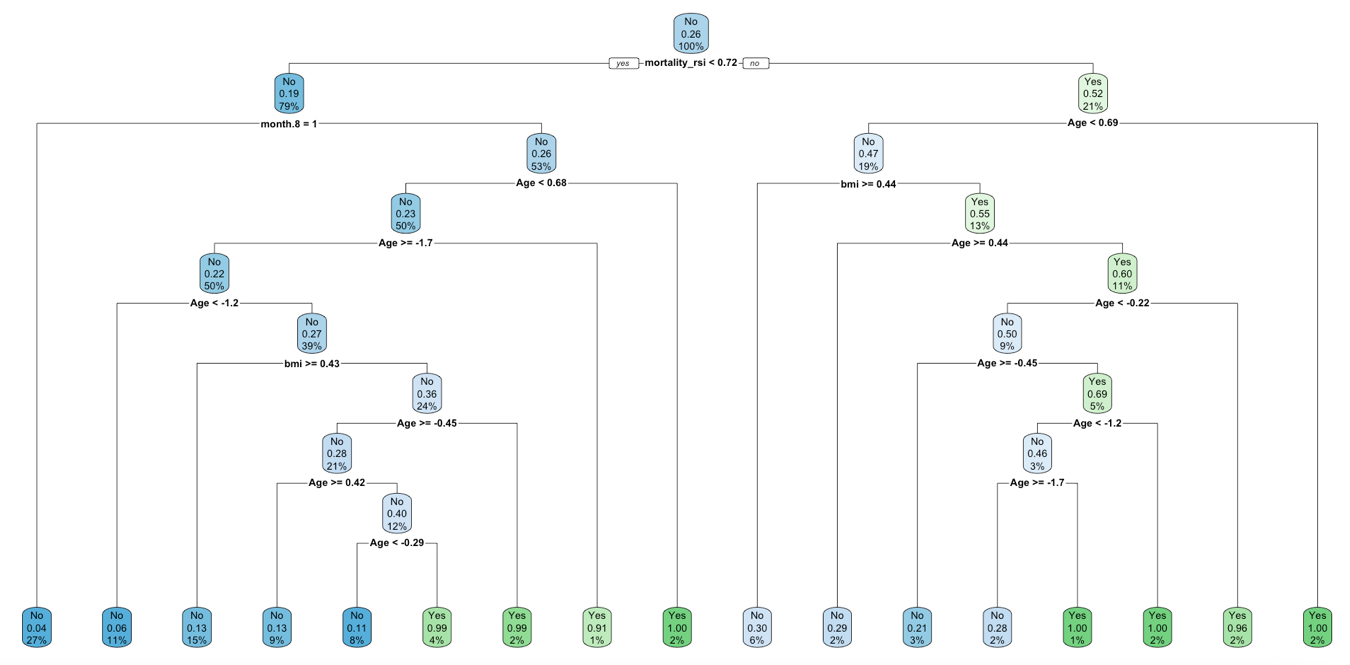 No
0.26
100%
yes mortality_rsi < 0.72 no
No
0.19
79%
Yes
0.52
21%
month.8 = 1
Age < 0.69
No
0.26
53%
No
0.47
19%
Age < 0.68
bmi >= 0.44
No
0.23
50%
Yes
0.55
13%
Age >= -1.7
Age >= 0.44
No
0.22
50%
Yes
0.60
11%
Age < -1.2
Age < -0.22
No
0.27
39%
No
0.50
9%
bmi >= 0.43
Age >= -0.45
No
0.36
24%
Yes
0.69
5%
Age >= -0.45
Age < -1.2
No
0.28
21%
No
0.46
3%
Age >= 0.42
Age >= -1.7
No
0.40
12%
Age < -0.29
No
0.04
27%
No
0.06
11%
No
0.13
15%
No
0.13
9%
No
0.11
8%
Yes
0.99
4%
Yes
0.99
2%
Yes
0.91
1%
Yes
1.00
2%
No
0.30
6%
No
0.29
2%
No
0.21
3%
No
0.28
2%
Yes
1.00
1%
Yes
1.00
2%
Yes
0.96
2%
Yes
1.00
2%